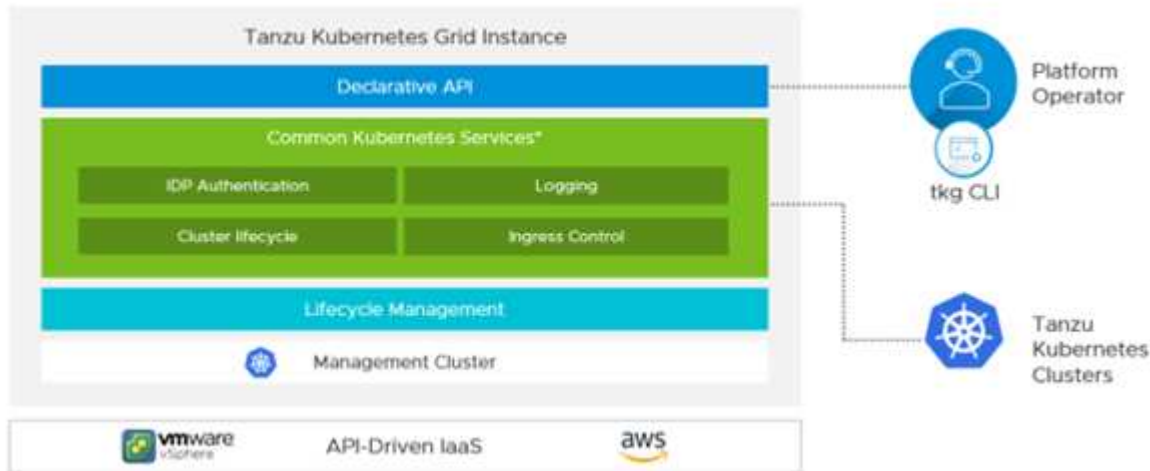 Tanzu Kubernetes Grid Instance
Declarative API
Common Kubernetes Services*
IDP Authentication
Logging
Cluster lifecycle
Ingress Control
Lifecycle Management
Management Cluster
vmware
vSphere
API-Driven IaaS
aws
Platform
Operator
tkg CLI
Tanzu
Kubernetes
Clusters